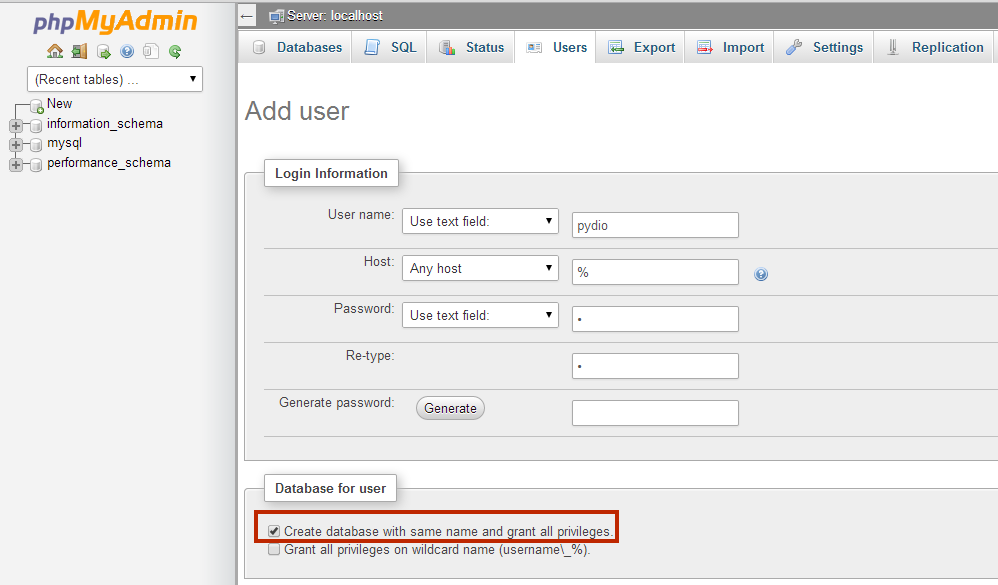 phpMyAdmin
(Recent tables) ...
New
information_schema
mysql
performance_schema
← Server: localhost
Databases SQL Status Users Export Import Settings Replication
Add user
Login Information
User name: Use text field: pydio
Host: Any host %
Password: Use text field: •
Re-type: •
Generate password: Generate
Database for user
Create database with same name and grant all privileges.
Grant all privileges on wildcard name (username\_%).